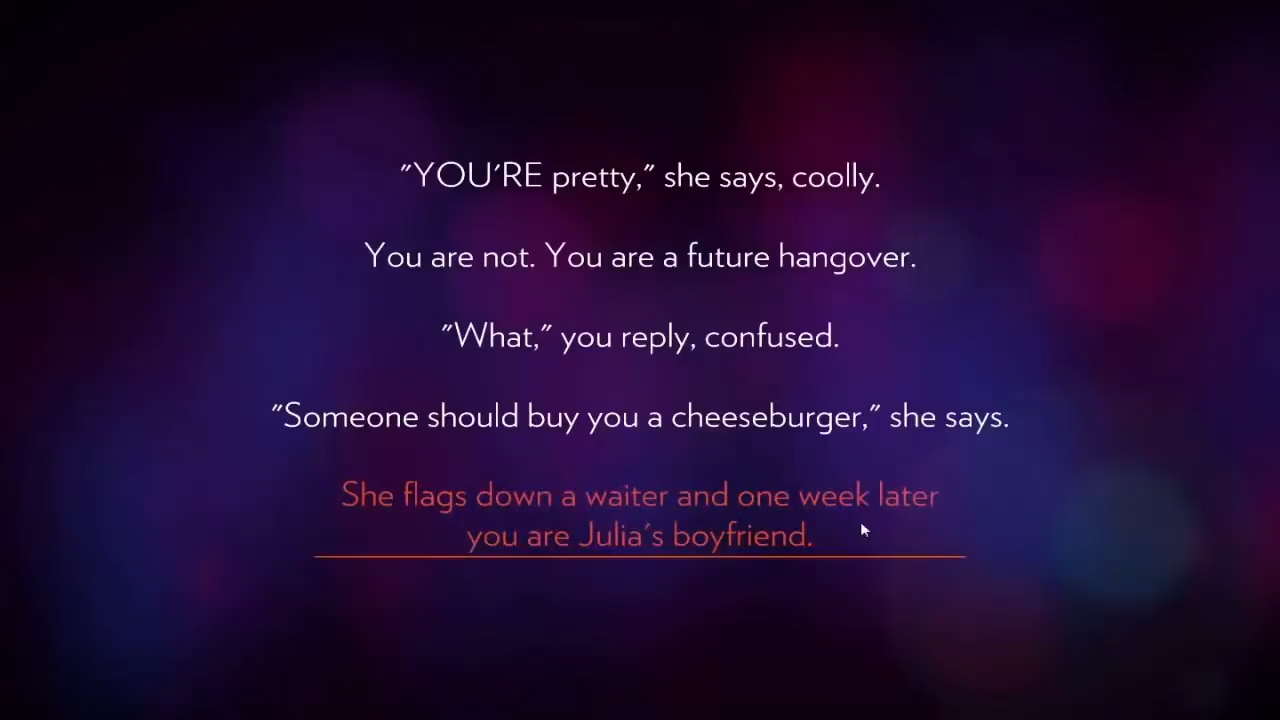 "YOU'RE pretty," she says, coolly.
You are not. You are a future hangover.
"What," you reply, confused.
"Someone should buy you a cheeseburger," she says.
She flags down a waiter and one week later
you are Julia's boyfriend.